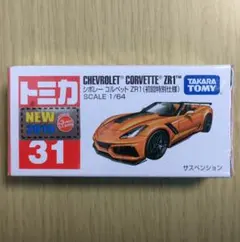 トミカ
CHEVROLET® CORVETTE® ZR1™
シボレー コルベット ZR1(初回特別仕様)
SCALE 1/64
TAKARA
TOMY
NEW
31
サスペンション